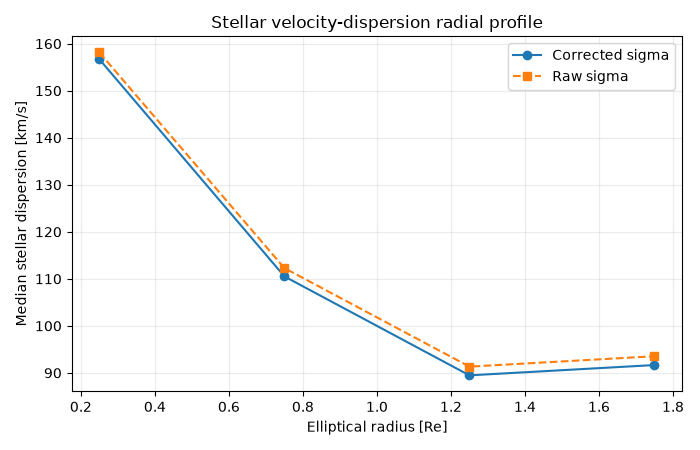 Stellar velocity-dispersion radial profile
Corrected sigma
Raw sigma
Median stellar dispersion [km/s]
160
150
140
130
120
110
100
90
0.2 0.4 0.6 0.8 1.0 1.2 1.4 1.6 1.8
Elliptical radius [Re]